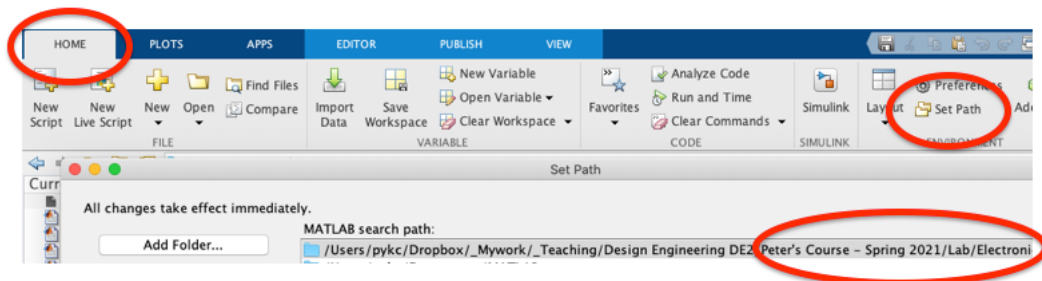 HOME PLOTS APPS EDITOR PUBLISH VIEW
New Script
New Live Script
New
Open
Find Files
Compare
FILE
Import Data
Save Workspace
New Variable
Open Variable
Clear Workspace
VARIABLE
Favorites
Analyze Code
Run and Time
Clear Commands
CODE
Simulink
SIMULINK
Layout
Preferences
Set Path
ENVIRONMENT
Curr
Set Path
All changes take effect immediately.
MATLAB search path:
Add Folder...
/Users/pykc/Dropbox/_Mywork/_Teaching/Design Engineering DE2 Peter's Course – Spring 2021/Lab/Electroni